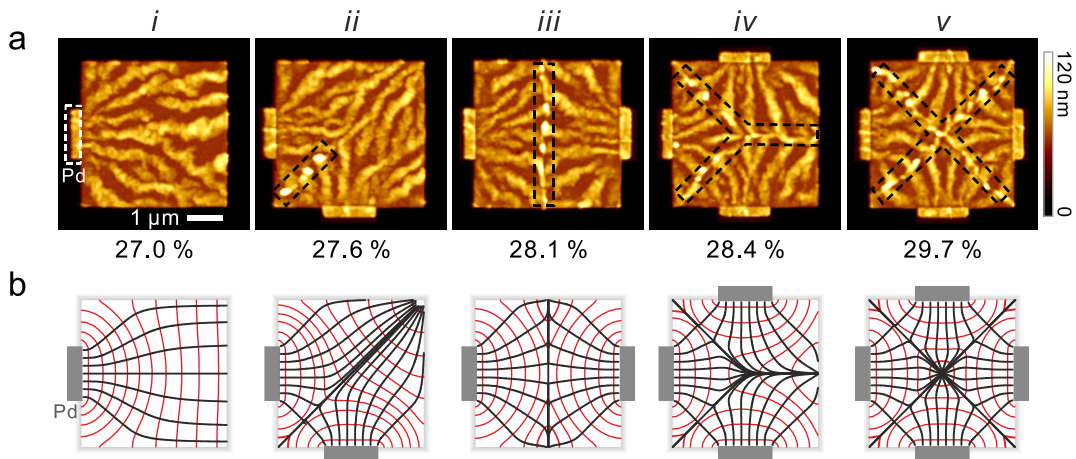 i ii iii iv v
a
Pd
1 μm
120 nm
0
27.0 % 27.6 % 28.1 % 28.4 % 29.7 %
b
Pd